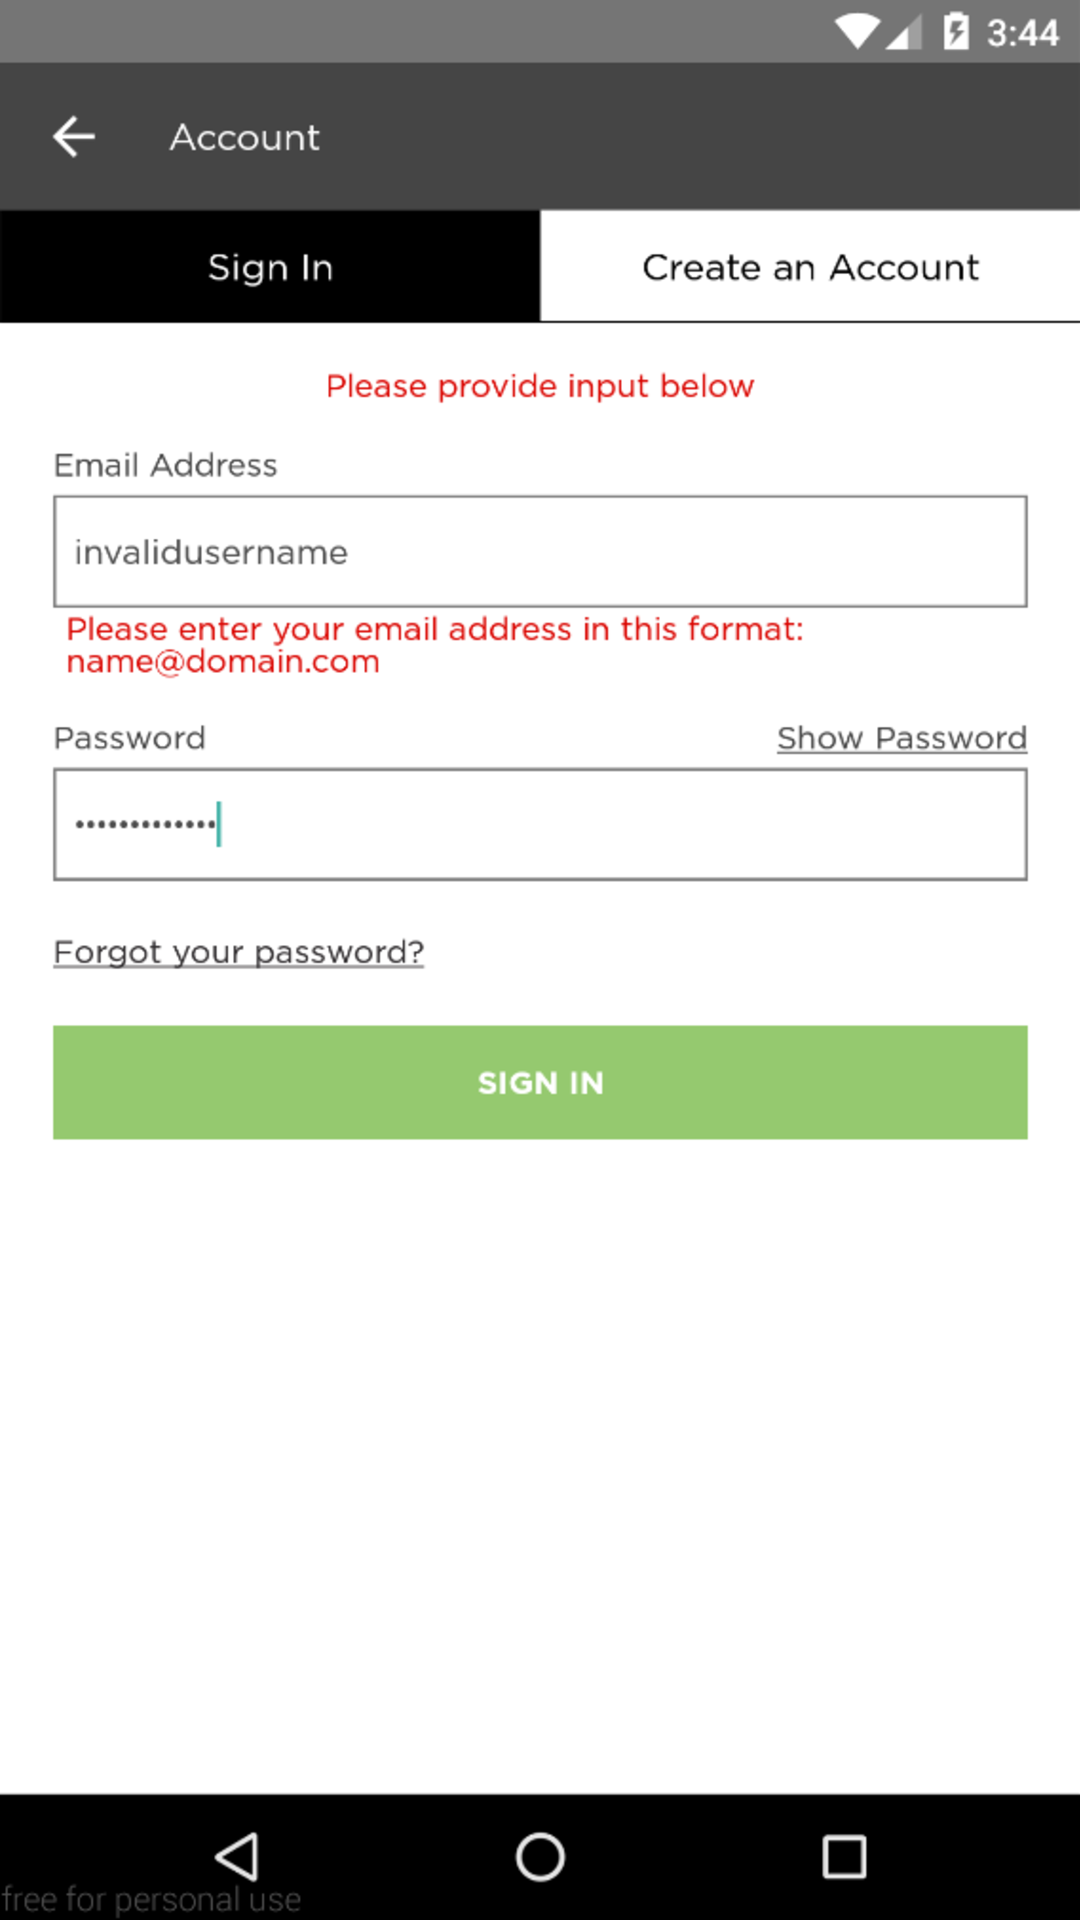 3:44
Account
Sign In
Create an Account
Please provide input below
Email Address
invalidusername
Please enter your email address in this format:
name@domain.com
Password
Show Password
•••••••••••••
Forgot your password?
SIGN IN
free for personal use